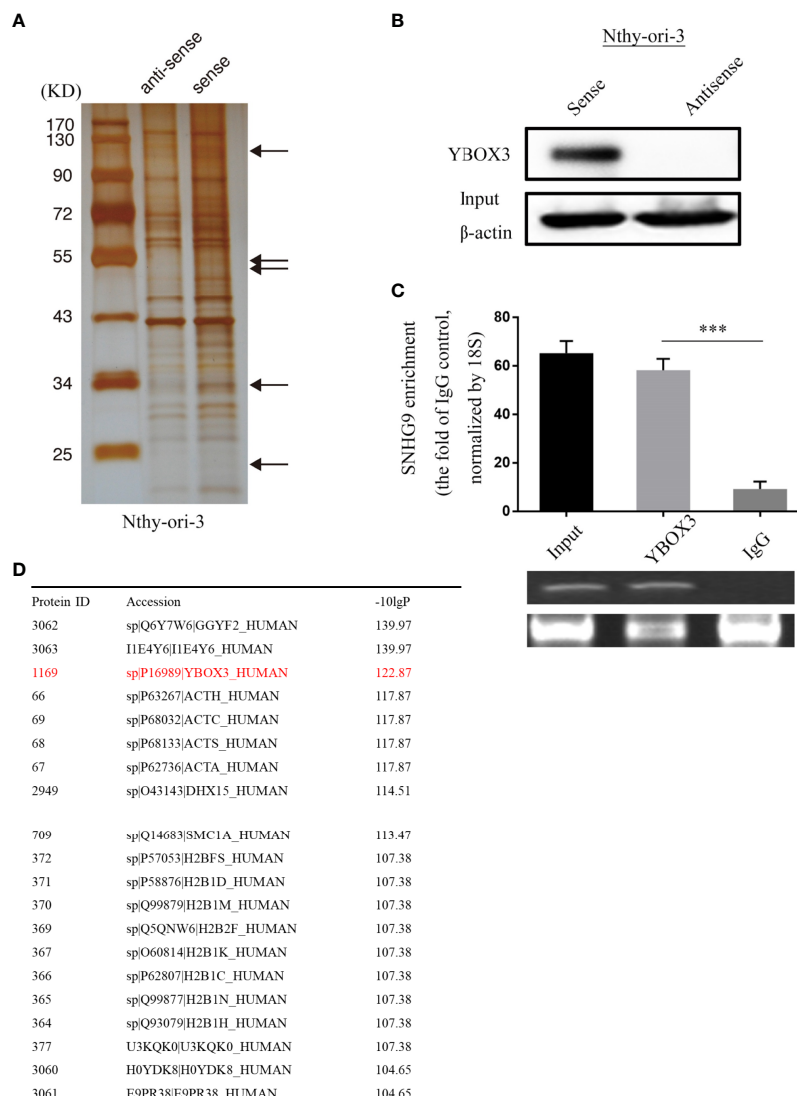 A
anti-sense
sense
(KD)
170
130
90
72
55
43
34
25
Nthy-ori-3
B
Nthy-ori-3
Sense
Antisense
YBOX3
Input
β-actin
C
SNHG9 enrichment
(the fold of IgG control,
normalized by 18S)
80
60
40
20
0
***
Input
YBOX3
IgG
D
Protein ID Accession -10lgP
3062 sp|Q6Y7W6|GGYF2_HUMAN 139.97
3063 I1E4Y6|I1E4Y6_HUMAN 139.97
1169 sp|P16989|YBOX3_HUMAN 122.87
66 sp|P63267|ACTH_HUMAN 117.87
69 sp|P68032|ACTC_HUMAN 117.87
68 sp|P68133|ACTS_HUMAN 117.87
67 sp|P62736|ACTA_HUMAN 117.87
2949 sp|O43143|DHX15_HUMAN 114.51
709 sp|Q14683|SMC1A_HUMAN 113.47
372 sp|P57053|H2BFS_HUMAN 107.38
371 sp|P58876|H2B1D_HUMAN 107.38
370 sp|Q99879|H2B1M_HUMAN 107.38
369 sp|Q5QNW6|H2B2F_HUMAN 107.38
367 sp|O60814|H2B1K_HUMAN 107.38
366 sp|P62807|H2B1C_HUMAN 107.38
365 sp|Q99877|H2B1N_HUMAN 107.38
364 sp|Q93079|H2B1H_HUMAN 107.38
377 U3KQK0|U3KQK0_HUMAN 107.38
3060 H0YDK8|H0YDK8_HUMAN 104.65
3061 E9PR38|E9PR38_HUMAN 104.65